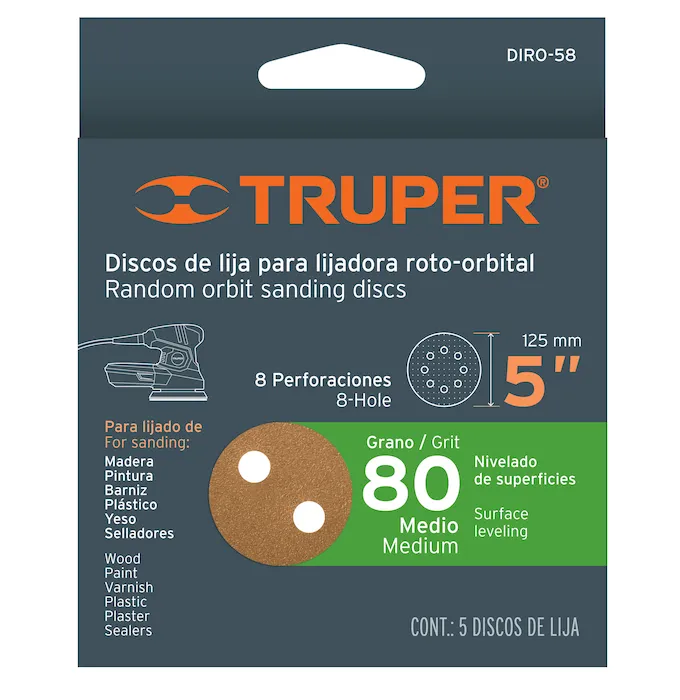 DIRO-58
TRUPER®
Discos de lija para lijadora roto-orbital
Random orbit sanding discs
8 Perforaciones
8-Hole
125 mm
5"
Para lijado de
For sanding:
Madera
Pintura
Barniz
Plástico
Yeso
Selladores
Wood
Paint
Varnish
Plastic
Plaster
Sealers
Grano / Grit
80
Medio
Medium
Nivelado
de superficies
Surface
leveling
CONT.: 5 DISCOS DE LIJA